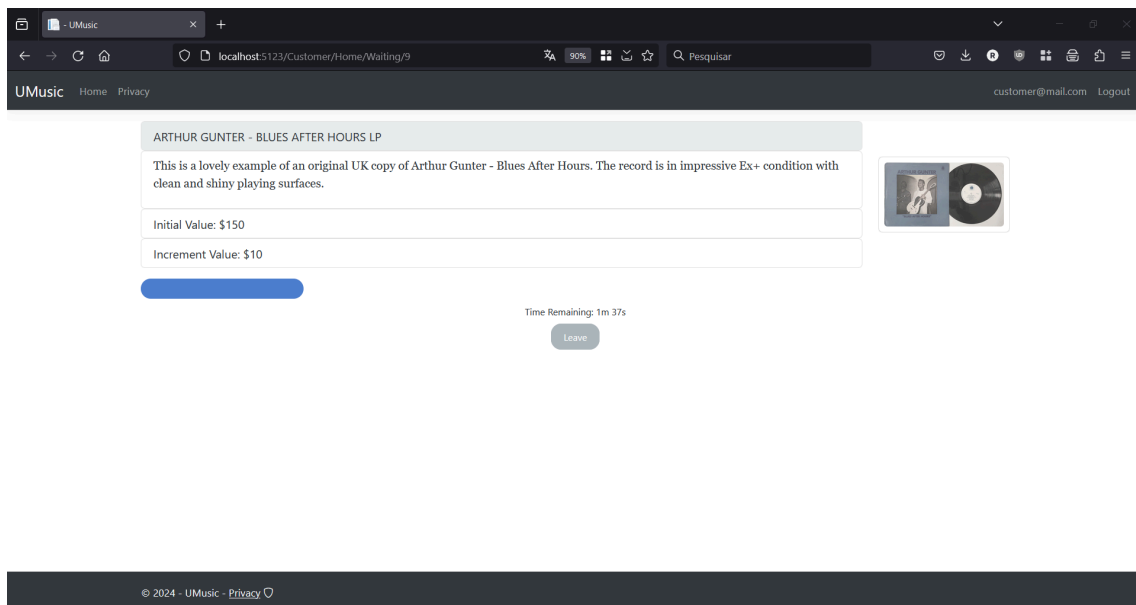 - UMusic
localhost:5123/Customer/Home/Waiting/9
90%
Pesquisar
UMusic Home Privacy
customer@mail.com Logout
ARTHUR GUNTER - BLUES AFTER HOURS LP
This is a lovely example of an original UK copy of Arthur Gunter - Blues After Hours. The record is in impressive Ex+ condition with
clean and shiny playing surfaces.
ARTHUR GUNTER
Initial Value: $150
Increment Value: $10
Time Remaining: 1m 37s
Leave
© 2024 - UMusic - Privacy